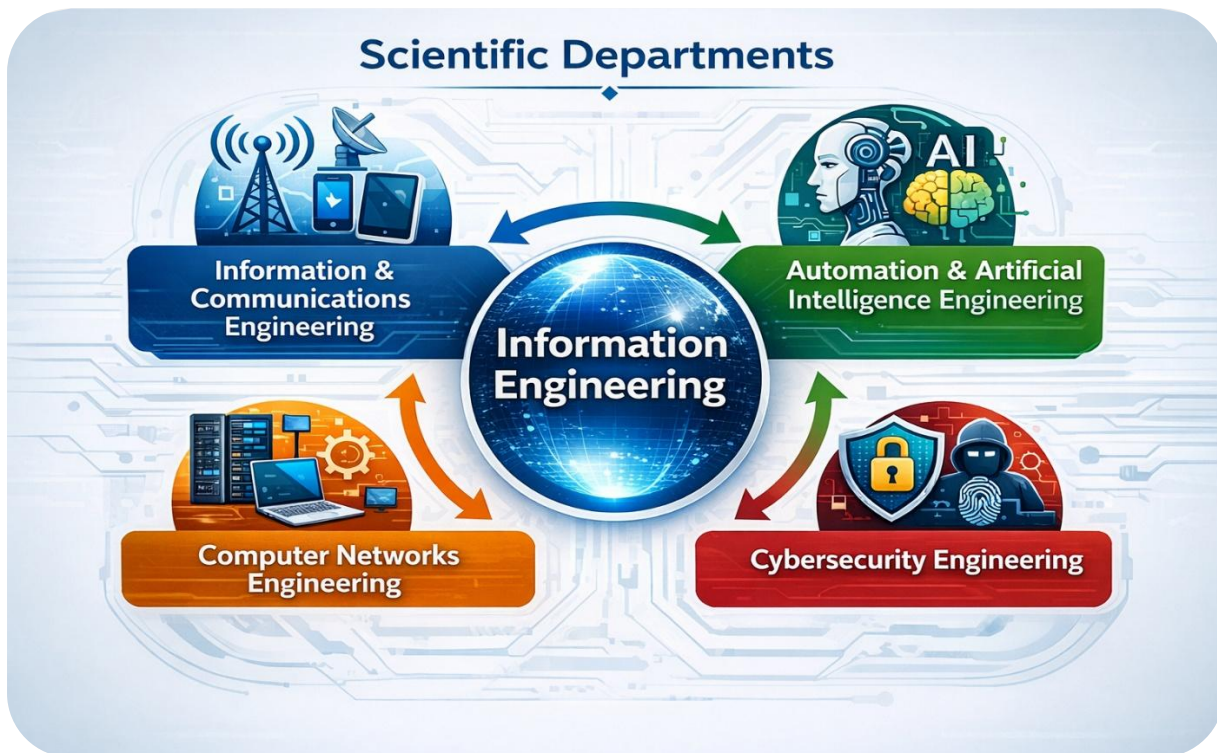 Scientific Departments
AI
Information &
Communications
Engineering
Automation & Artificial
Intelligence Engineering
Information
Engineering
Computer Networks
Engineering
Cybersecurity Engineering